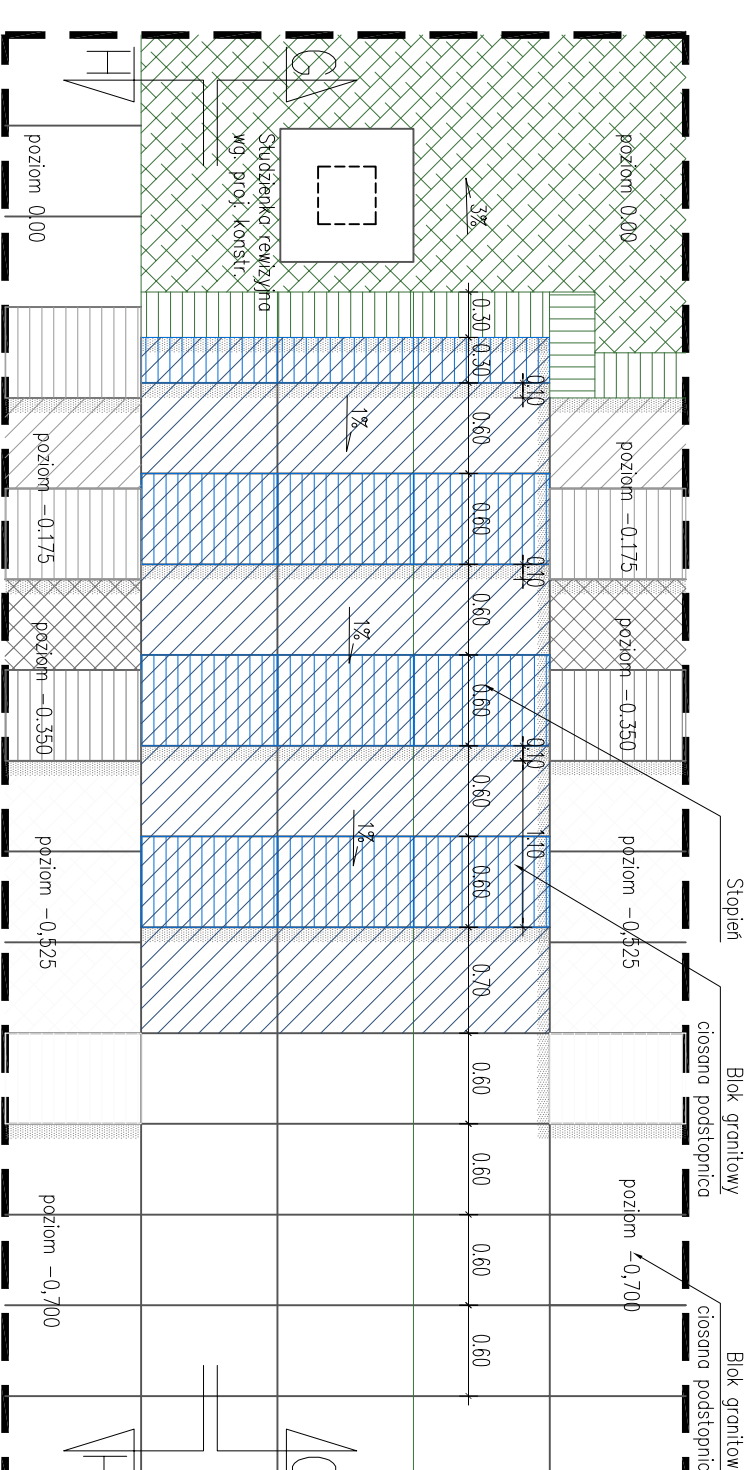 Stopień
Blok granitowy
ciosana podstopnica
Blok granitow
ciosana podstopnic
poziom 0.00
poziom -0.175
poziom -0.350
poziom -0,525
poziom -0,700
0.10
0.10
0.10
1.10
3%
0.30
0.30
0.60
0.60
0.60
0.60
0.60
0.60
0.70
0.60
0.60
0.60
0.60
1%
1%
1%
G
Studzienka rewizyjna
wg. proj. konstr.
H
poziom 0.00
poziom -0.175
poziom -0.350
poziom -0,525
poziom -0,700